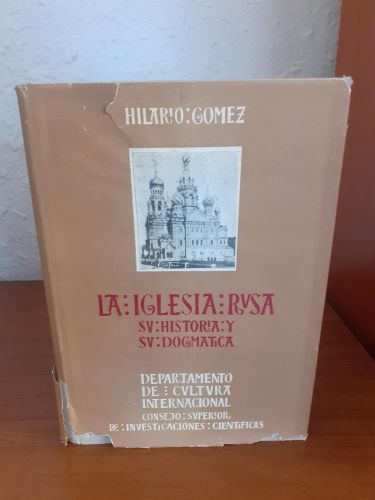 HILARIO:GOMEZ
LA:IGLESIA:RVSA
SV:HISTORIA:Y
SV:DOGMATICA
DEPARTAMENTO
DE:CVLTVRA
INTERNACIONAL
CONSEJO:SVPERIOR
DE:INVESTIGACIONES:CIENTIFICAS